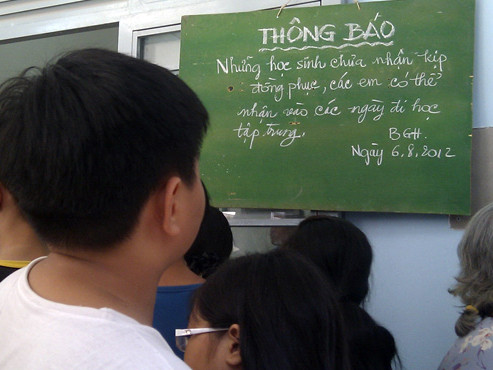 THÔNG BÁO
Những học sinh chưa nhận kịp
đồng phục, các em có thể
nhận vào các ngày đi học
tập trung.
BGH.
Ngày 6.8.2012